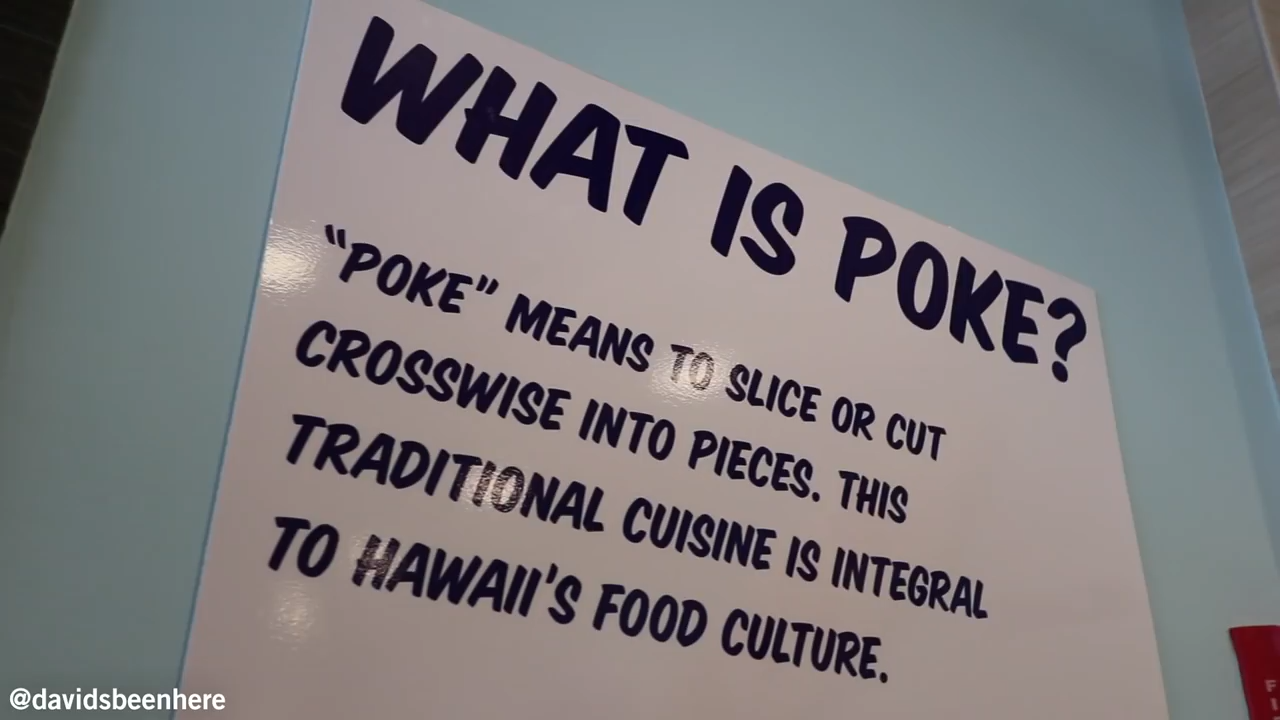 WHAT IS POKE?
"POKE" MEANS TO SLICE OR CUT
CROSSWISE INTO PIECES. THIS
TRADITIONAL CUISINE IS INTEGRAL
TO HAWAII'S FOOD CULTURE.
@davidsbeenhere